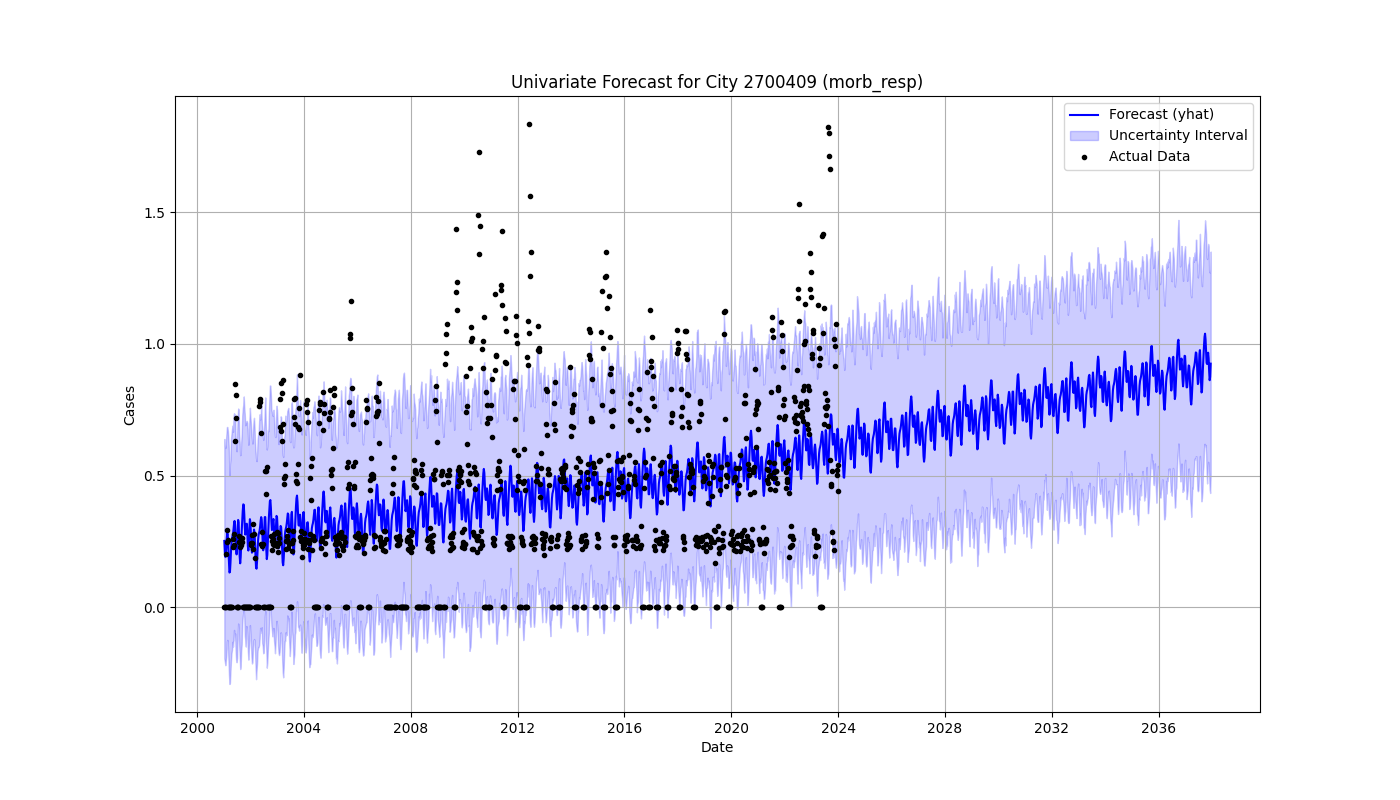 Univariate Forecast for City 2700409 (morb_resp)
Forecast (yhat)
Uncertainty Interval
Actual Data
Cases
1.5
1.0
0.5
0.0
2000 2004 2008 2012 2016 2020 2024 2028 2032 2036
Date